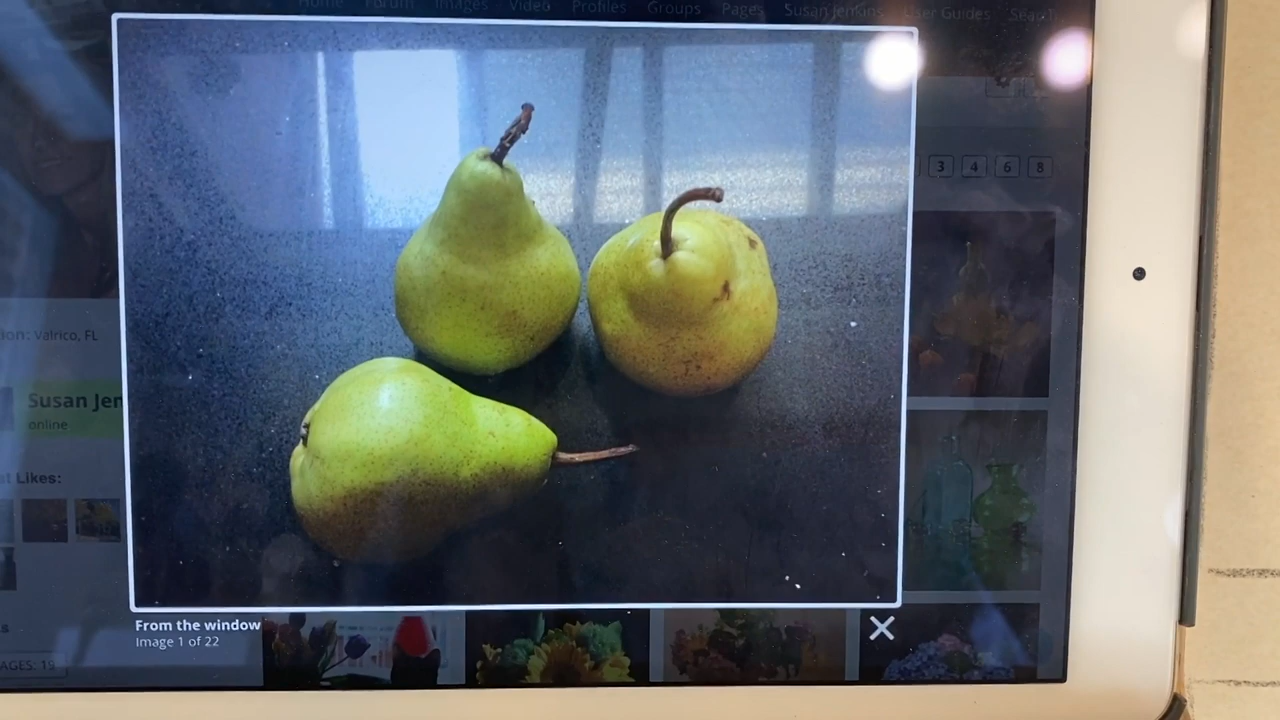 Home Forum Images Video Profiles Groups Pages Susan Jenkins User Guides
3 4 6 8
Valrico, FL
Susan Jen
online
Likes:
From the window
Image 1 of 22
AGES: 19